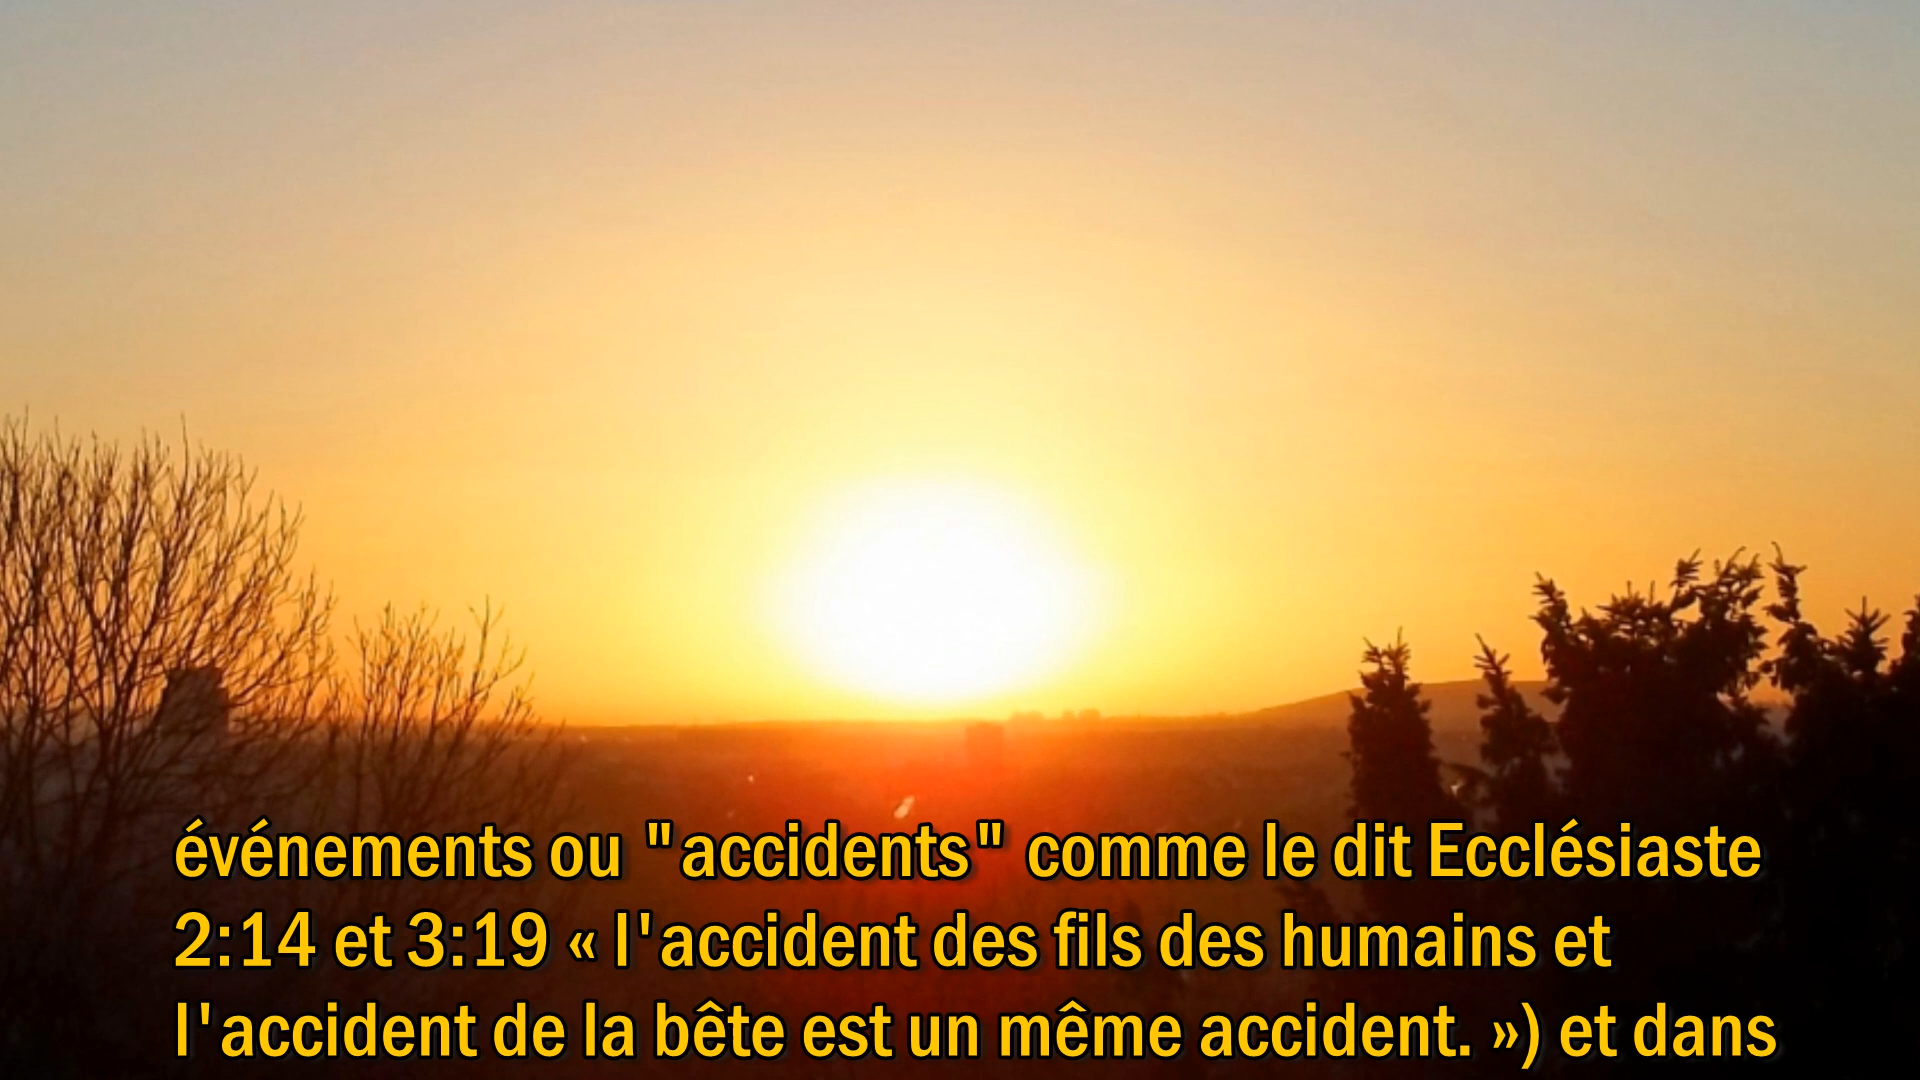 événements ou "accidents" comme le dit Ecclésiaste
2:14 et 3:19 « l'accident des fils des humains et
l'accident de la bête est un même accident. ») et dans